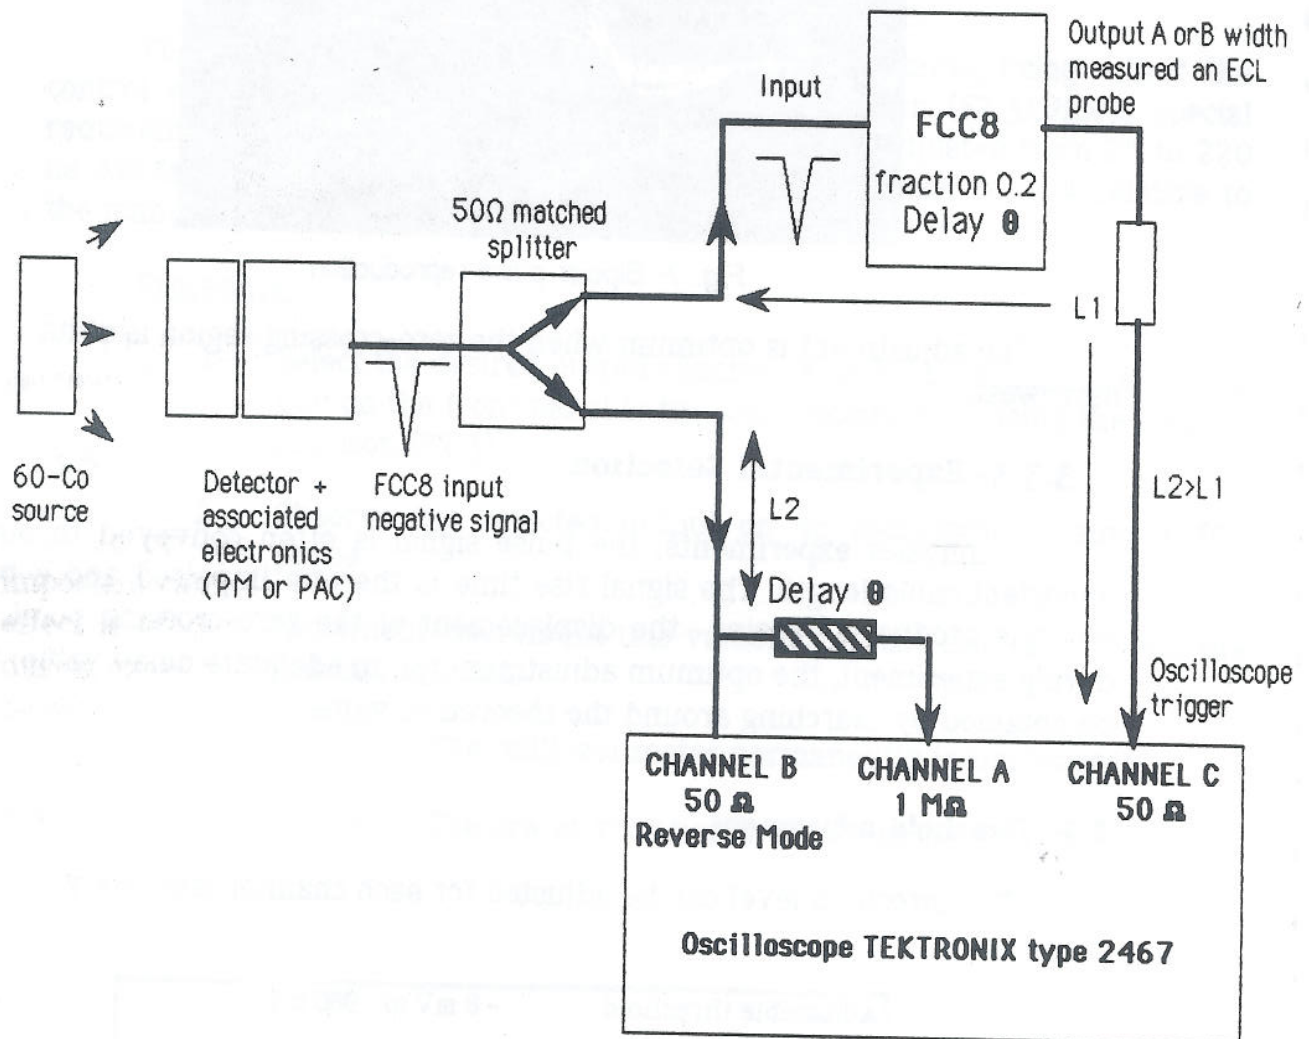 Output A or B width
measured an ECL
probe
Input
FCC8
fraction 0.2
Delay θ
50Ω matched
splitter
L1
60-Co
source
Detector +
associated
electronics
(PM or PAC)
FCC8 input
negative signal
L2
L2>L1
Delay θ
Oscilloscope
trigger
CHANNEL B
50 Ω
Reverse Mode
CHANNEL A
1 MΩ
CHANNEL C
50 Ω
Oscilloscope TEKTRONIX type 2467